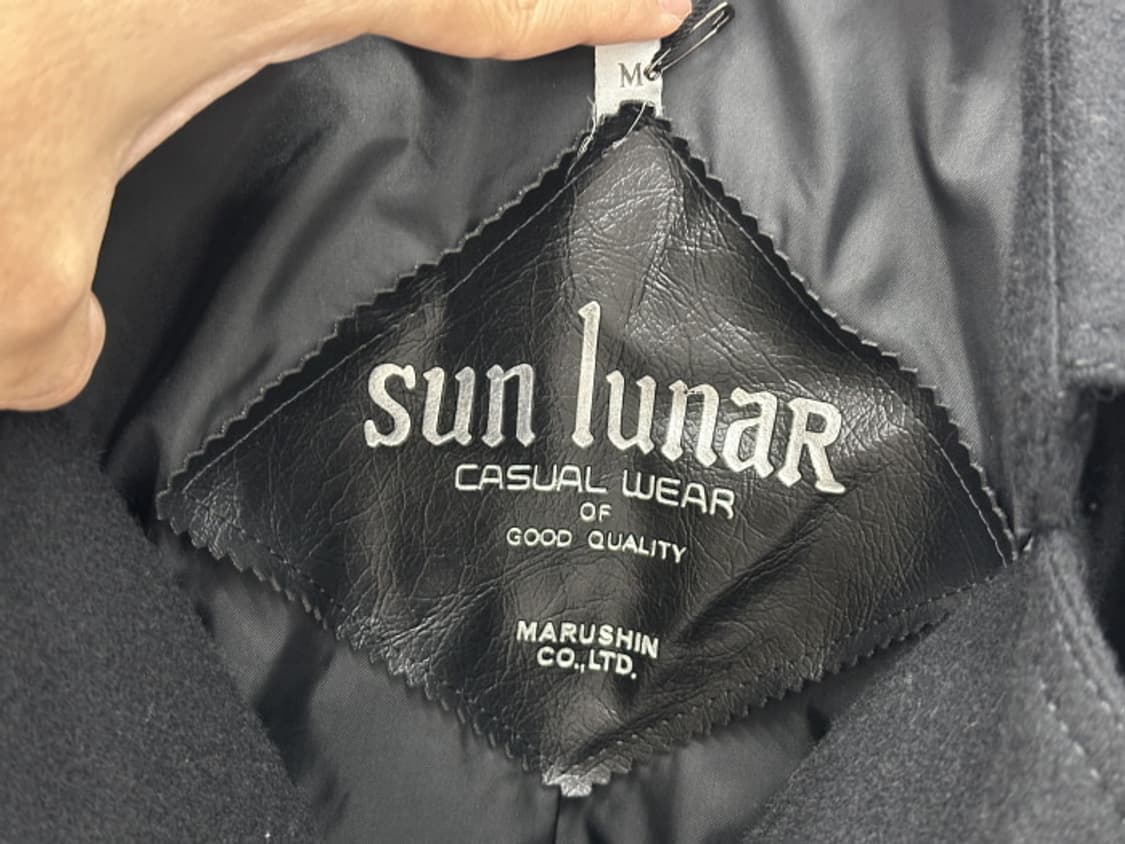 M
sun lunaR
CASUAL WEAR
OF
GOOD QUALITY
MARUSHIN
CO.,LTD.